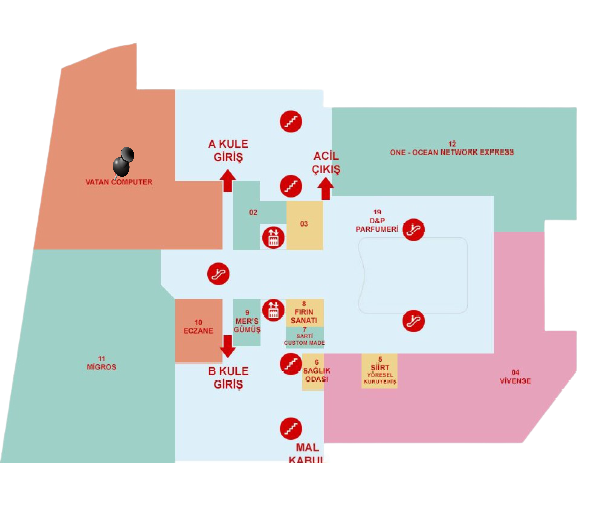 A KULE
GİRİŞ
ACİL
ÇIKIŞ
12
ONE - OCEAN NETWORK EXPRESS
VATAN COMPUTER
02
03
19
D&P
PARFUMERİ
11
MİGROS
10
ECZANE
9
MER'S
GÜMÜŞ
8
FIRIN
SANATI
7
SARTI
CUSTOM MADE
6
SAĞLIK
ODASI
5
SİİRT
YÖRESEL
KURUYEMİŞ
04
VİVENSE
B KULE
GİRİŞ
MAL
KABUL